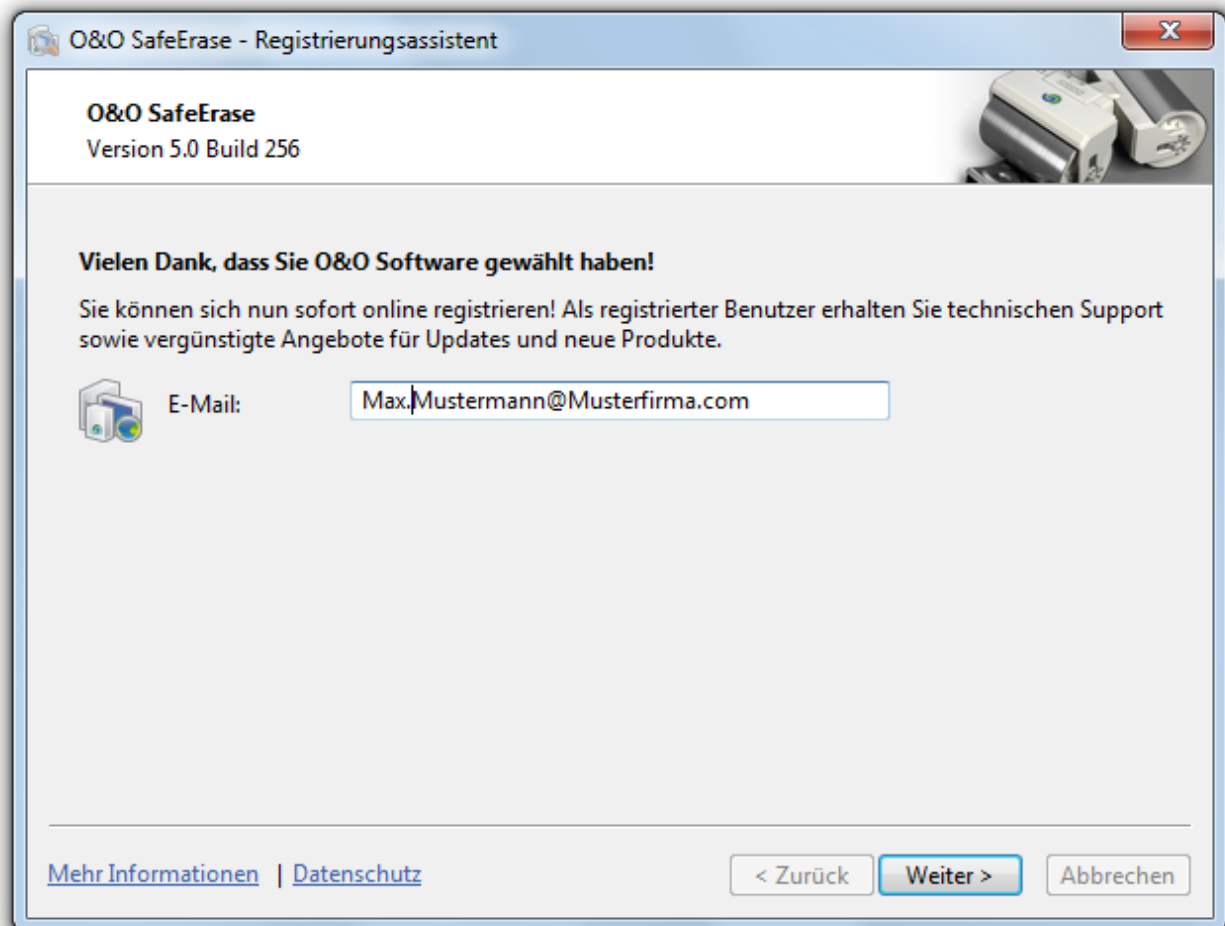 O&O SafeErase - Registrierungsassistent
O&O SafeErase
Version 5.0 Build 256
Vielen Dank, dass Sie O&O Software gewählt haben!
Sie können sich nun sofort online registrieren! Als registrierter Benutzer erhalten Sie technischen Support
sowie vergünstigte Angebote für Updates und neue Produkte.
E-Mail: Max.Mustermann@Musterfirma.com
Mehr Informationen | Datenschutz < Zurück Weiter > Abbrechen